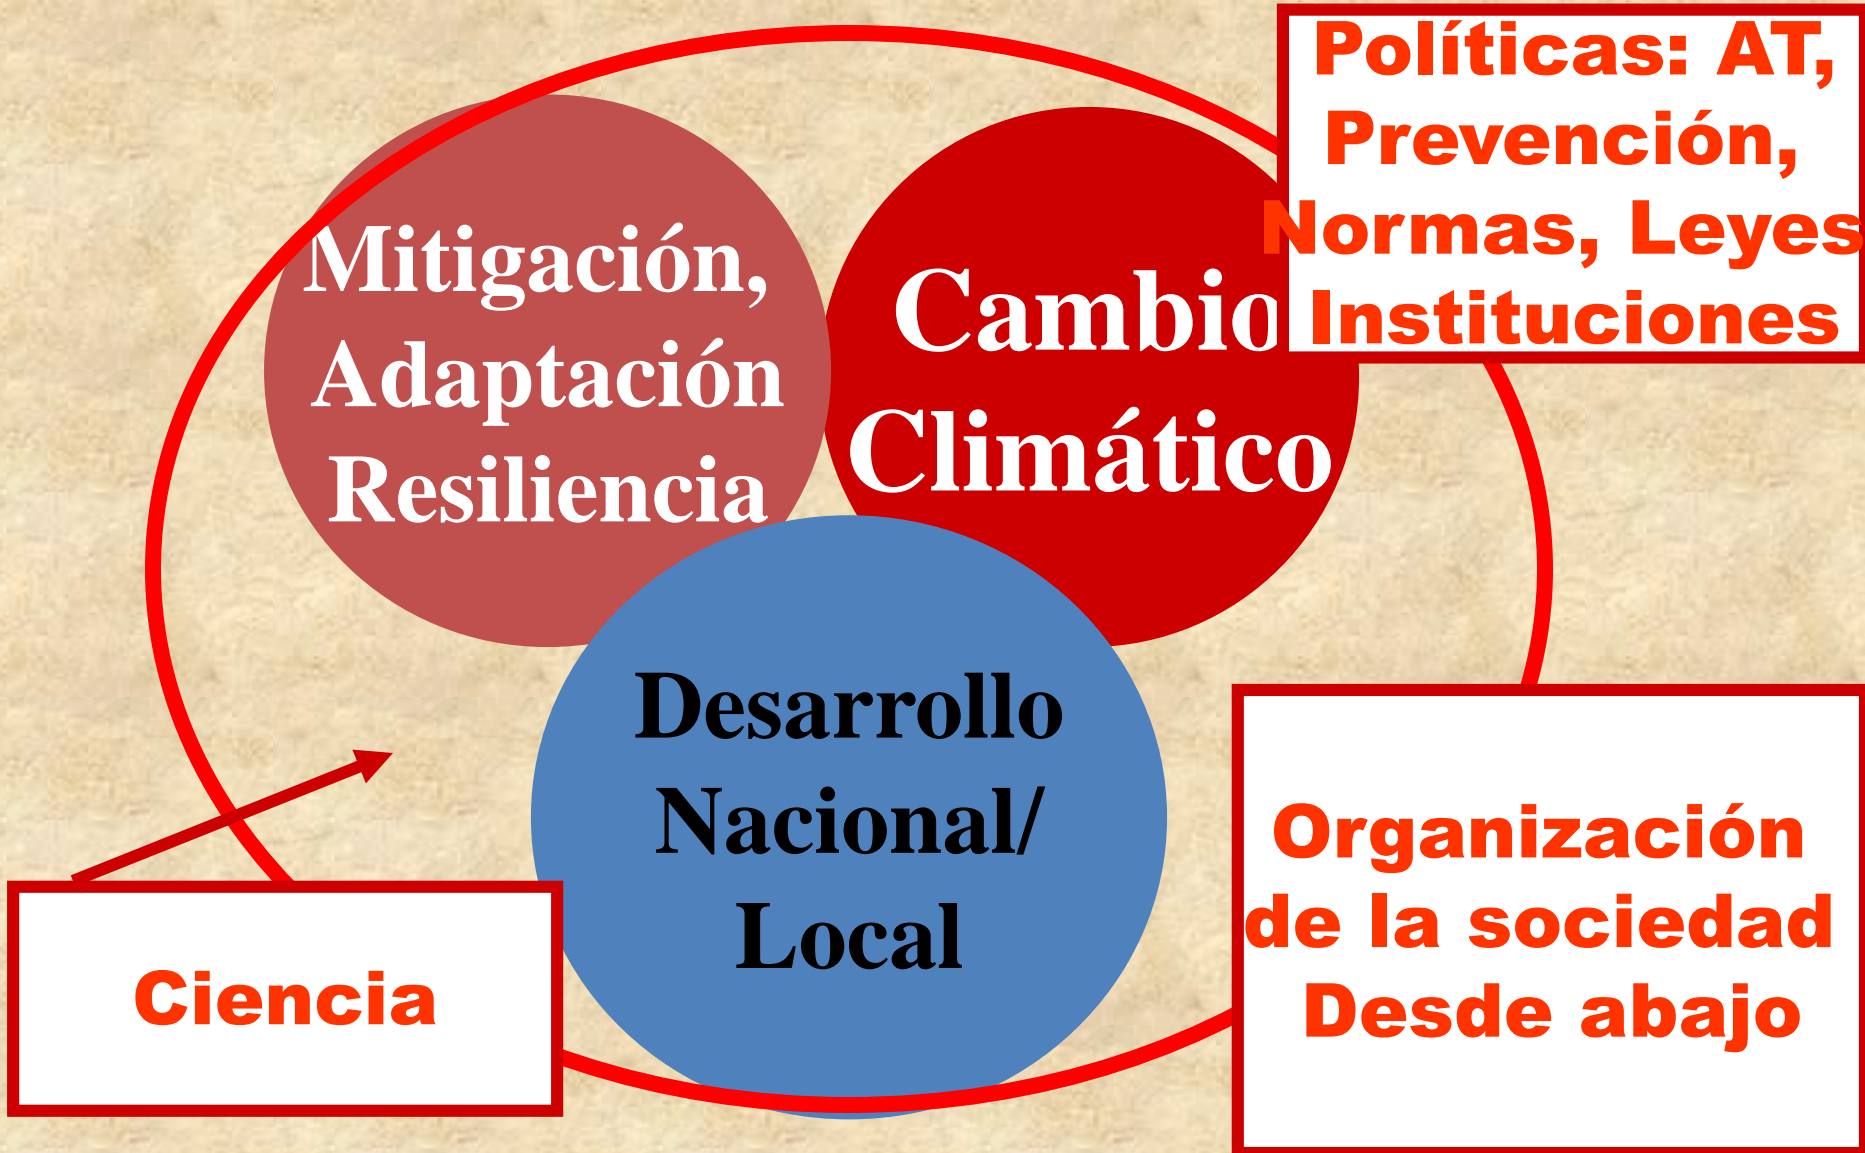 Políticas: AT,
Prevención,
Normas, Leyes
Instituciones
Mitigación,
Adaptación
Resiliencia
Cambio
Climático
Desarrollo
Nacional/
Local
Organización
de la sociedad
Desde abajo
Ciencia